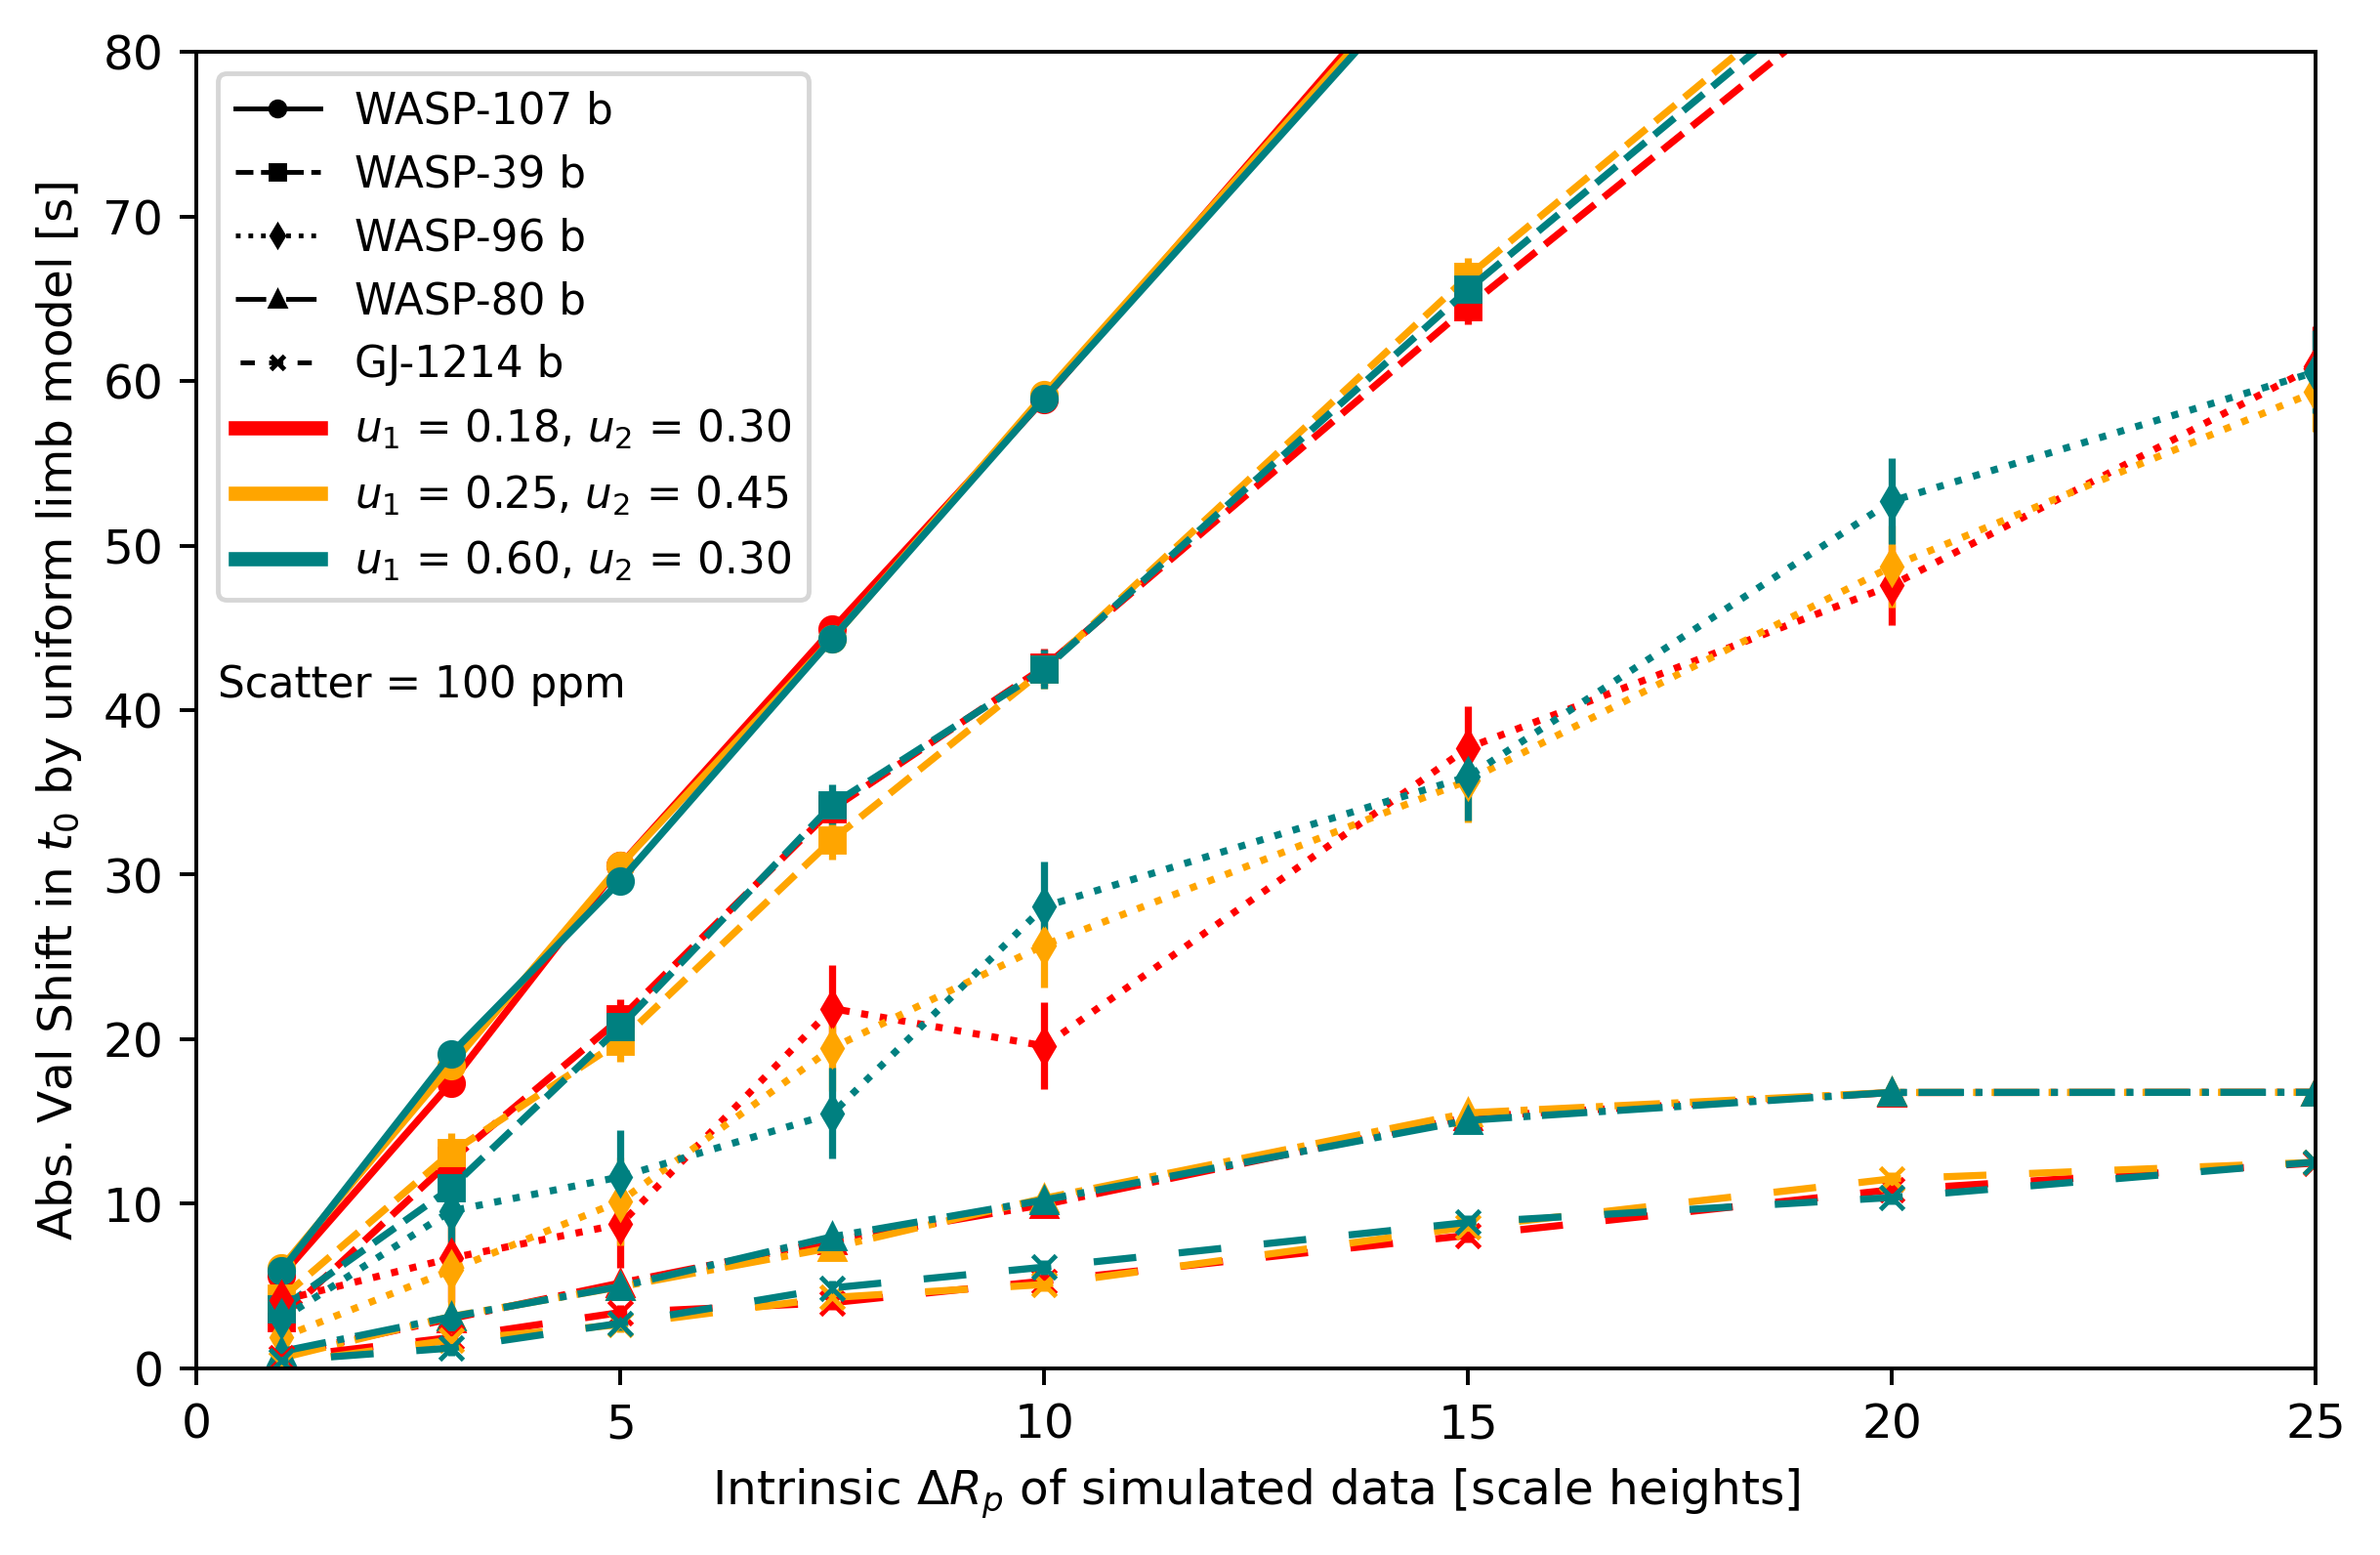 80
70
60
50
40
30
20
10
0
Abs. Val Shift in t₀ by uniform limb model [s]
WASP-107 b
WASP-39 b
WASP-96 b
WASP-80 b
GJ-1214 b
u₁ = 0.18, u₂ = 0.30
u₁ = 0.25, u₂ = 0.45
u₁ = 0.60, u₂ = 0.30
Scatter = 100 ppm
0 5 10 15 20 25
Intrinsic ΔRₚ of simulated data [scale heights]